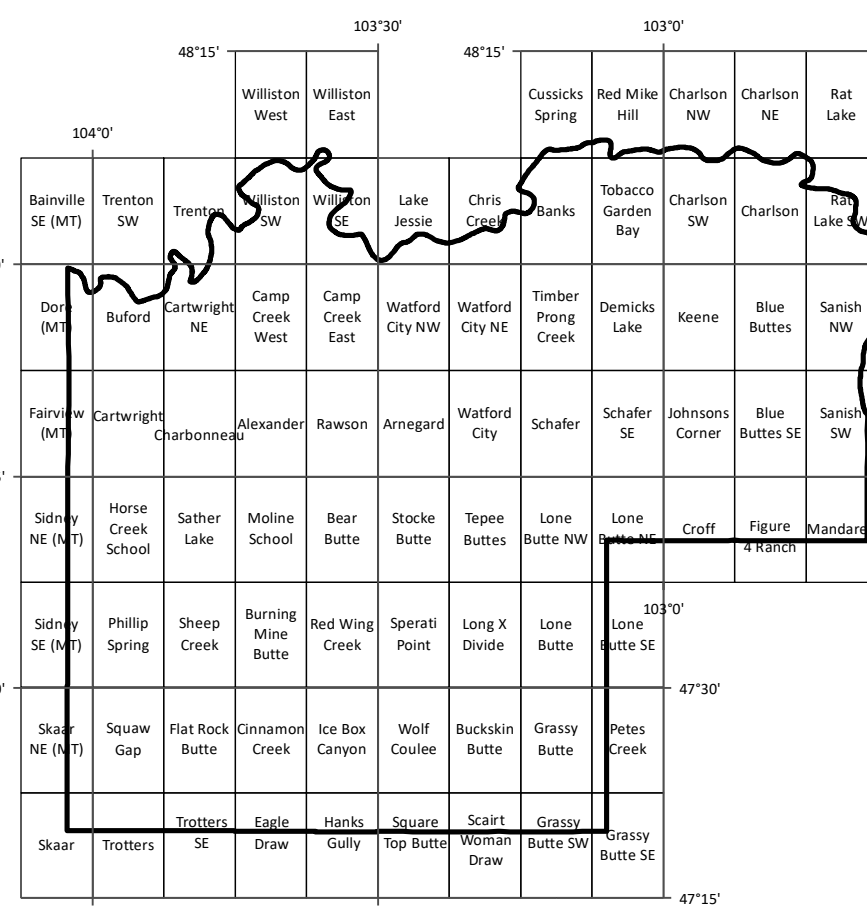 103°30'
103°0'
48°15'
48°15'
Williston
West
Williston
East
Cussicks
Spring
Red Mike
Hill
Charlson
NW
Charlson
NE
Rat
Lake
104°0'
Bainville
SE (MT)
Trenton
SW
Trenton
Williston
SW
Williston
SE
Lake
Jessie
Chris
Creek
Banks
Tobacco
Garden
Bay
Charlson
SW
Charlson
Rat
Lake SW
0'
Dore
(MT)
Buford
Cartwright
NE
Camp
Creek
West
Camp
Creek
East
Watford
City NW
Watford
City NE
Timber
Prong
Creek
Demicks
Lake
Keene
Blue
Buttes
Sanish
NW
Fairview
(MT)
Cartwright
Charbonneau
Alexander
Rawson
Arnegard
Watford
City
Schafer
Schafer
SE
Johnsons
Corner
Blue
Buttes SE
Sanish
SW
5'
Sidney
NE (MT)
Horse
Creek
School
Sather
Lake
Moline
School
Bear
Butte
Stocke
Butte
Tepee
Buttes
Lone
Butte NW
Lone
Butte NE
Croff
Figure
4 Ranch
Mandaree
Sidney
SE (MT)
Phillip
Spring
Sheep
Creek
Burning
Mine
Butte
Red Wing
Creek
Sperati
Point
Long X
Divide
Lone
Butte
Lone
Butte SE
103°0'
0'
47°30'
Skaar
NE (MT)
Squaw
Gap
Flat Rock
Butte
Cinnamon
Creek
Ice Box
Canyon
Wolf
Coulee
Buckskin
Butte
Grassy
Butte
Petes
Creek
Skaar
Trotters
Trotters
SE
Eagle
Draw
Hanks
Gully
Square
Top Butte
Scairt
Woman
Draw
Grassy
Butte SW
Grassy
Butte SE
47°15'